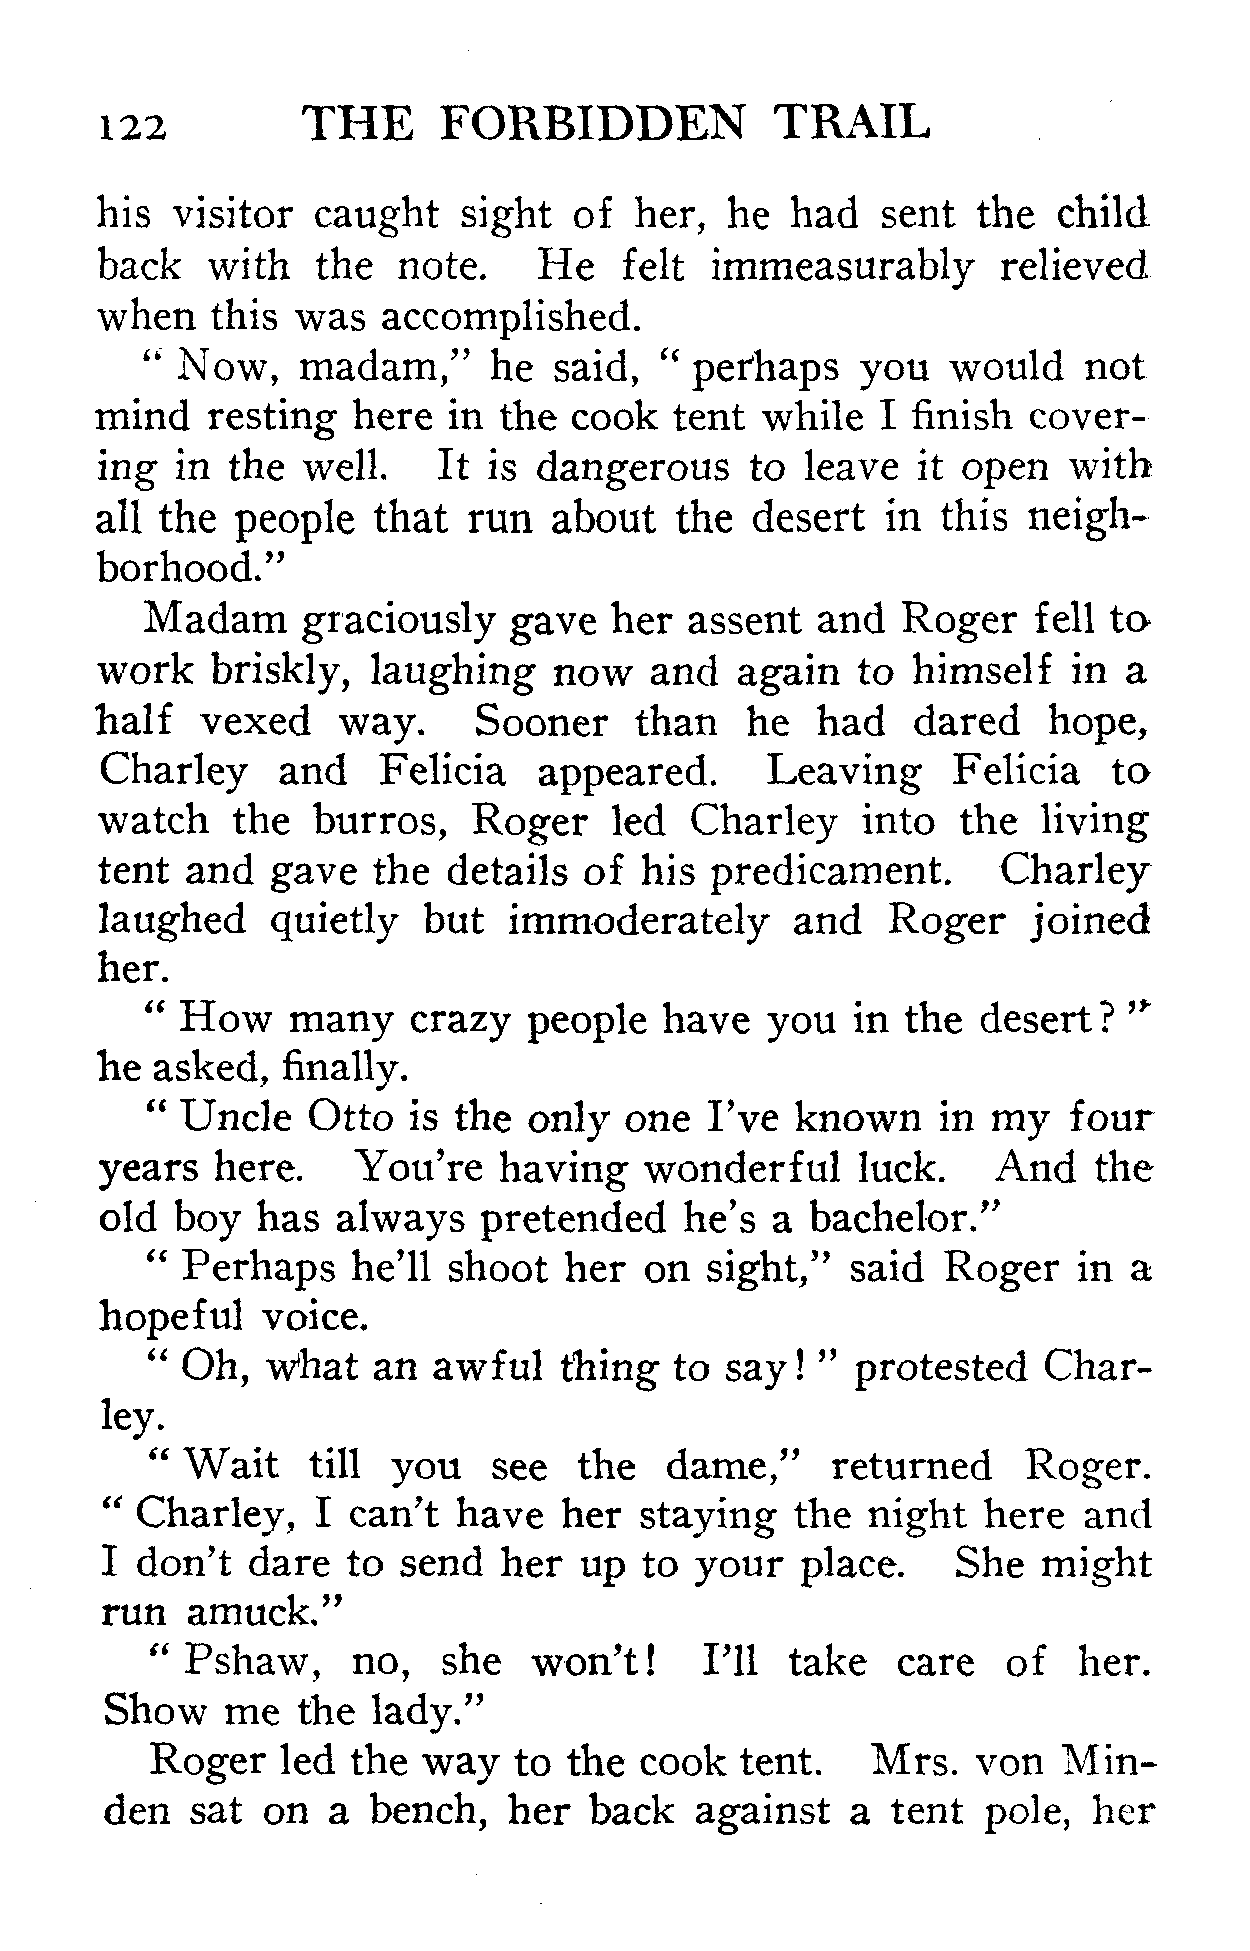 122 THE FORBIDDEN TRAIL
his visitor caught sight of her, he had sent the child
back with the note. He felt immeasurably relieved
when this was accomplished.
" Now, madam," he said, " perhaps you would not
mind resting here in the cook tent while I finish cover-
ing in the well. It is dangerous to leave it open with
all the people that run about the desert in this neigh-
borhood."
Madam graciously gave her assent and Roger fell to
work briskly, laughing now and again to himself in a
half vexed way. Sooner than he had dared hope,
Charley and Felicia appeared. Leaving Felicia to
watch the burros, Roger led Charley into the living
tent and gave the details of his predicament. Charley
laughed quietly but immoderately and Roger joined
her.
" How many crazy people have you in the desert? "
he asked, finally.
" Uncle Otto is the only one I've known in my four
years here. You're having wonderful luck. And the
old boy has always pretended he's a bachelor."
" Perhaps he'll shoot her on sight," said Roger in a
hopeful voice.
" Oh, what an awful thing to say! " protested Char-
ley.
" Wait till you see the dame," returned Roger.
" Charley, I can't have her staying the night here and
I don't dare to send her up to your place. She might
run amuck."
" Pshaw, no, she won't! I'll take care of her.
Show me the lady."
Roger led the way to the cook tent. Mrs. von Min-
den sat on a bench, her back against a tent pole, her